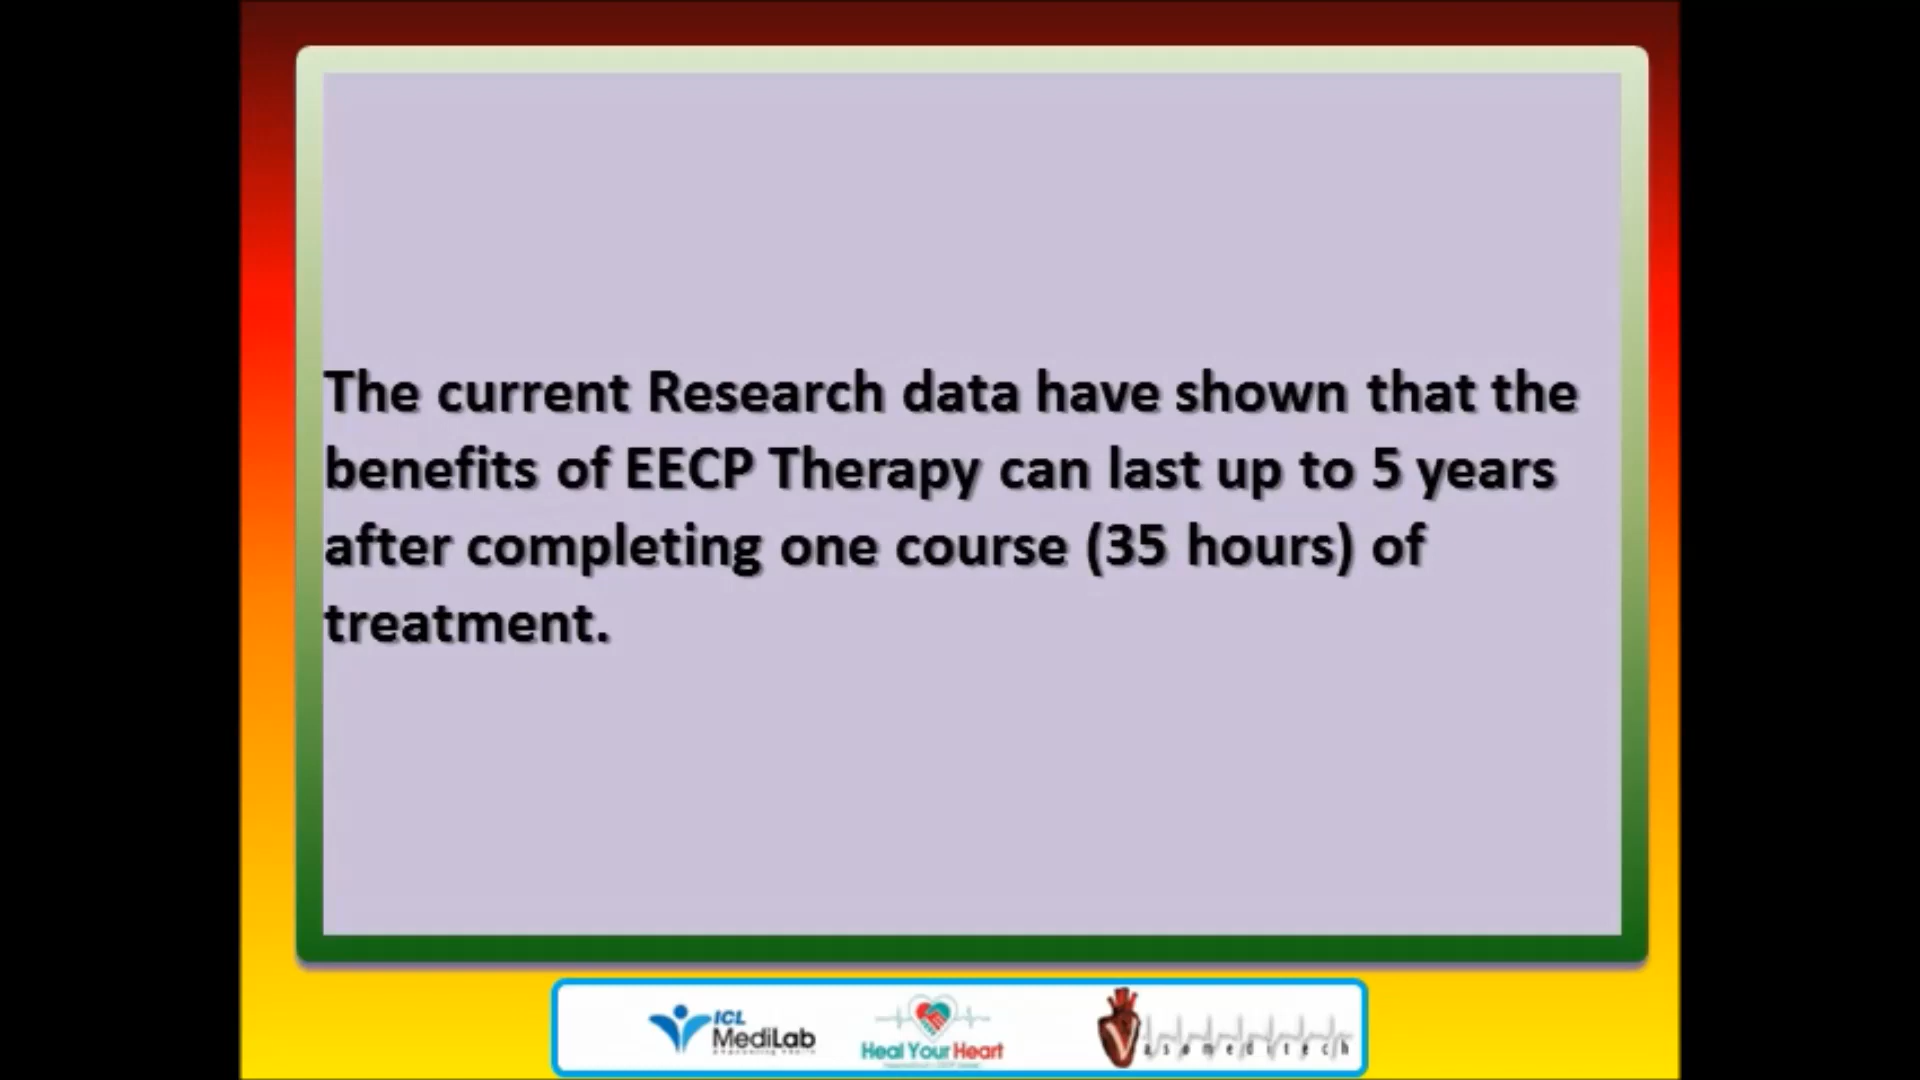 The current Research data have shown that the
benefits of EECP Therapy can last up to 5 years
after completing one course (35 hours) of
treatment.
ICL
MediLab
Heal Your Heart
Vasomeditech